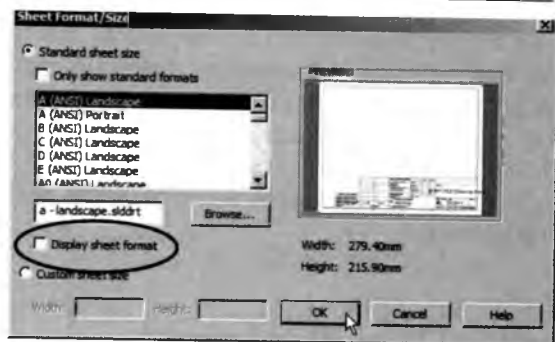 Sheet Format/Size
Standard sheet size
Only show standard formats
A (ANSI) Landscape
A (ANSI) Portrait
B (ANSI) Landscape
C (ANSI) Landscape
D (ANSI) Landscape
E (ANSI) Landscape
A0 (ANSI) Landscape
a - landscape.slddrt
Browse...
Display sheet format
Width: 279.40mm
Height: 215.90mm
Custom sheet size
Width:
Height:
OK
Cancel
Help